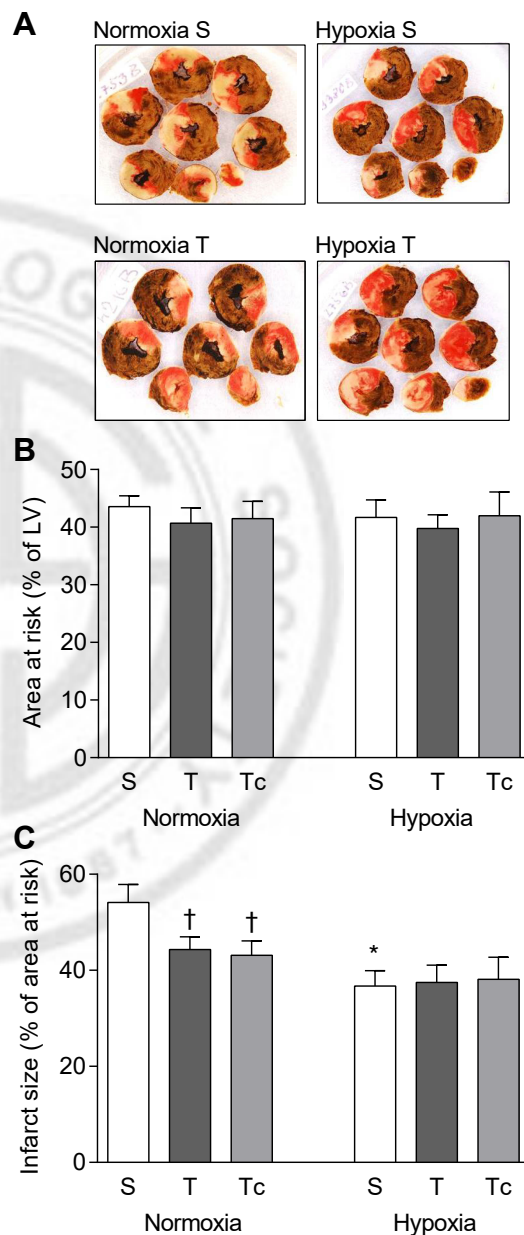 A
Normoxia S
Hypoxia S
Normoxia T
Hypoxia T
B
Area at risk (% of LV)
50
40
30
20
10
0
S T Tc S T Tc
Normoxia Hypoxia
C
Infarct size (% of area at risk)
60
40
20
0
† † *
S T Tc S T Tc
Normoxia Hypoxia